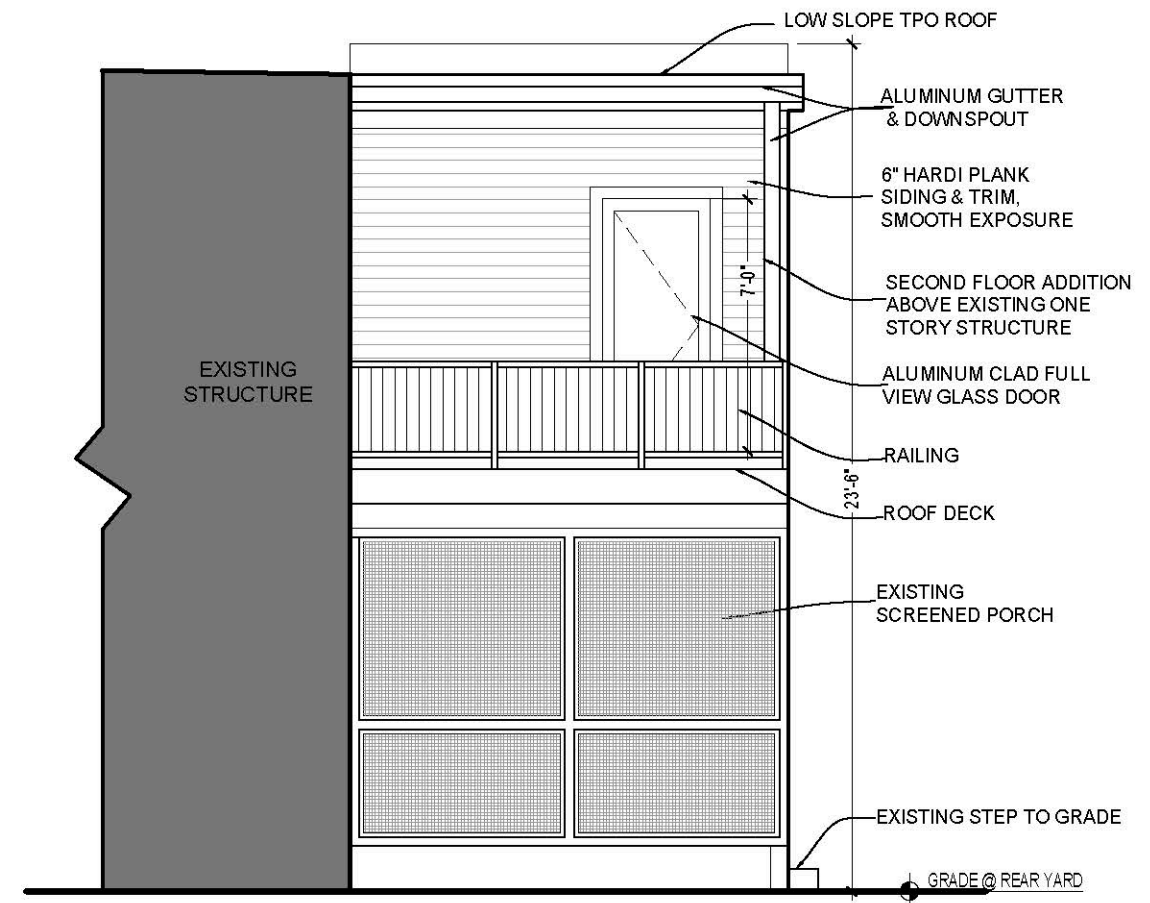 LOW SLOPE TPO ROOF
ALUMINUM GUTTER
& DOWNSPOUT
6" HARDI PLANK
SIDING & TRIM,
SMOOTH EXPOSURE
7'-0"
SECOND FLOOR ADDITION
ABOVE EXISTING ONE
STORY STRUCTURE
EXISTING
STRUCTURE
ALUMINUM CLAD FULL
VIEW GLASS DOOR
RAILING
23'-6"
ROOF DECK
EXISTING
SCREENED PORCH
EXISTING STEP TO GRADE
GRADE @ REAR YARD